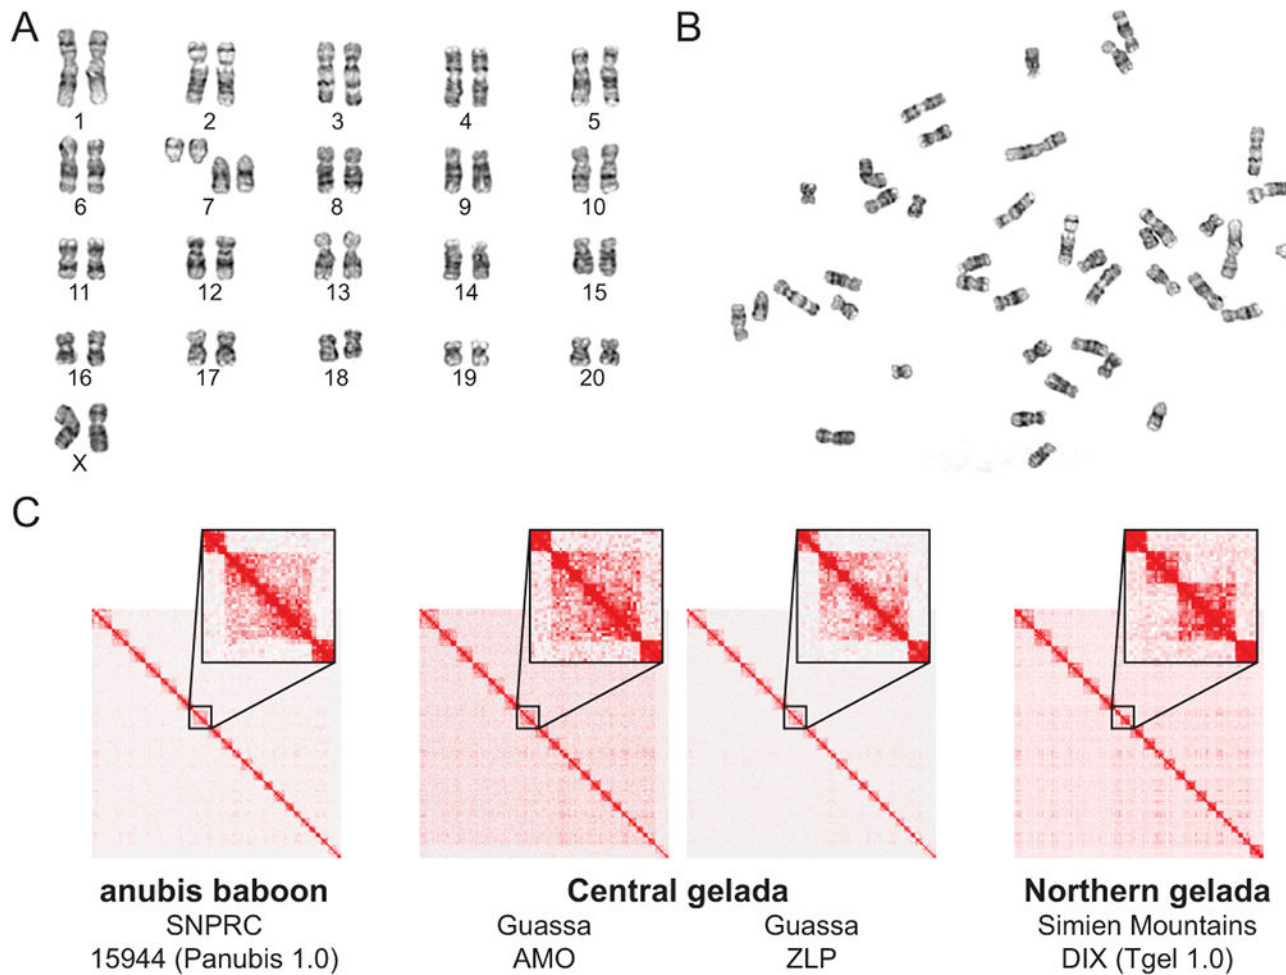 A
B
1 2 3 4 5
6 7 8 9 10
11 12 13 14 15
16 17 18 19 20
X
C
anubis baboon
SNPRC
15944 (Panubis 1.0)
Central gelada
Guassa Guassa
AMO ZLP
Northern gelada
Simien Mountains
DIX (Tgel 1.0)